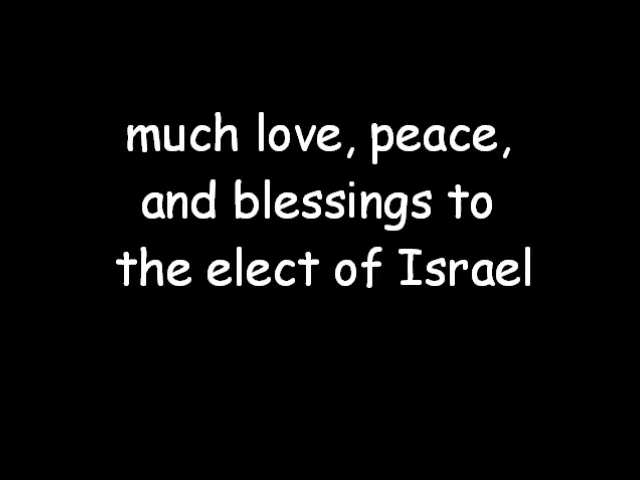 much love, peace,
and blessings to
the elect of Israel